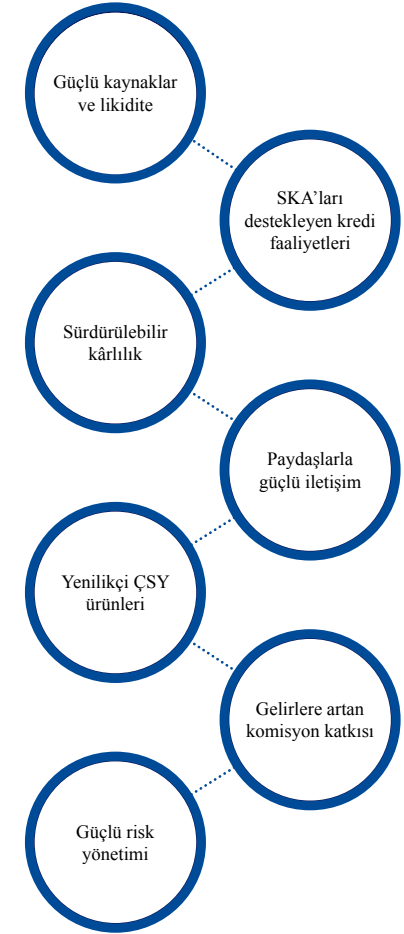 Güçlü kaynaklar
ve likidite
SKA’ları
destekleyen kredi
faaliyetleri
Sürdürülebilir
kârlılık
Paydaşlarla
güçlü iletişim
Yenilikçi ÇSY
ürünleri
Gelirlere artan
komisyon katkısı
Güçlü risk
yönetimi